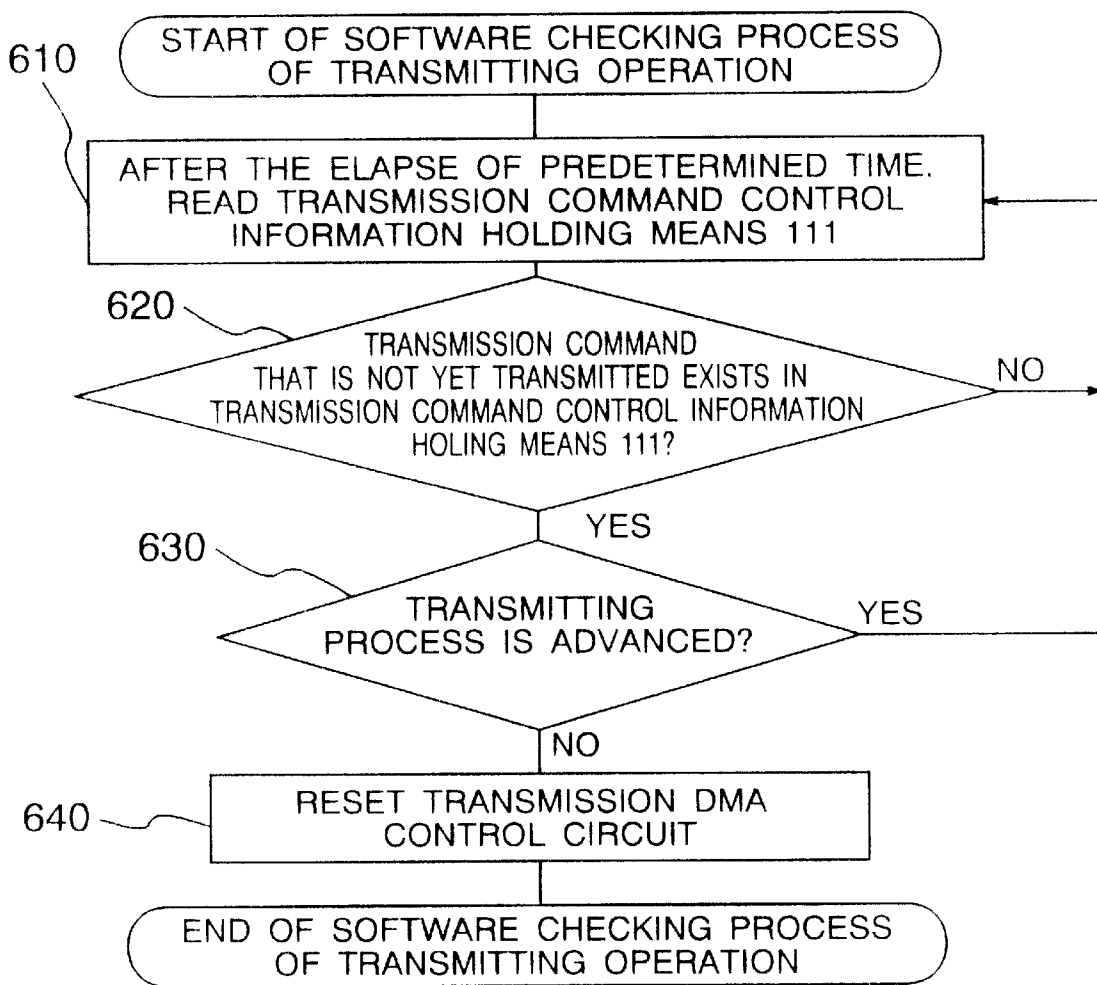 START OF SOFTWARE CHECKING PROCESS
OF TRANSMITTING OPERATION
610
AFTER THE ELAPSE OF PREDETERMINED TIME.
READ TRANSMISSION COMMAND CONTROL
INFORMATION HOLDING MEANS 111
620
TRANSMISSION COMMAND
THAT IS NOT YET TRANSMITTED EXISTS IN
TRANSMISSION COMMAND CONTROL INFORMATION
HOLING MEANS 111?
NO
YES
630
TRANSMITTING
PROCESS IS ADVANCED?
YES
NO
640
RESET TRANSMISSION DMA
CONTROL CIRCUIT
END OF SOFTWARE CHECKING PROCESS
OF TRANSMITTING OPERATION